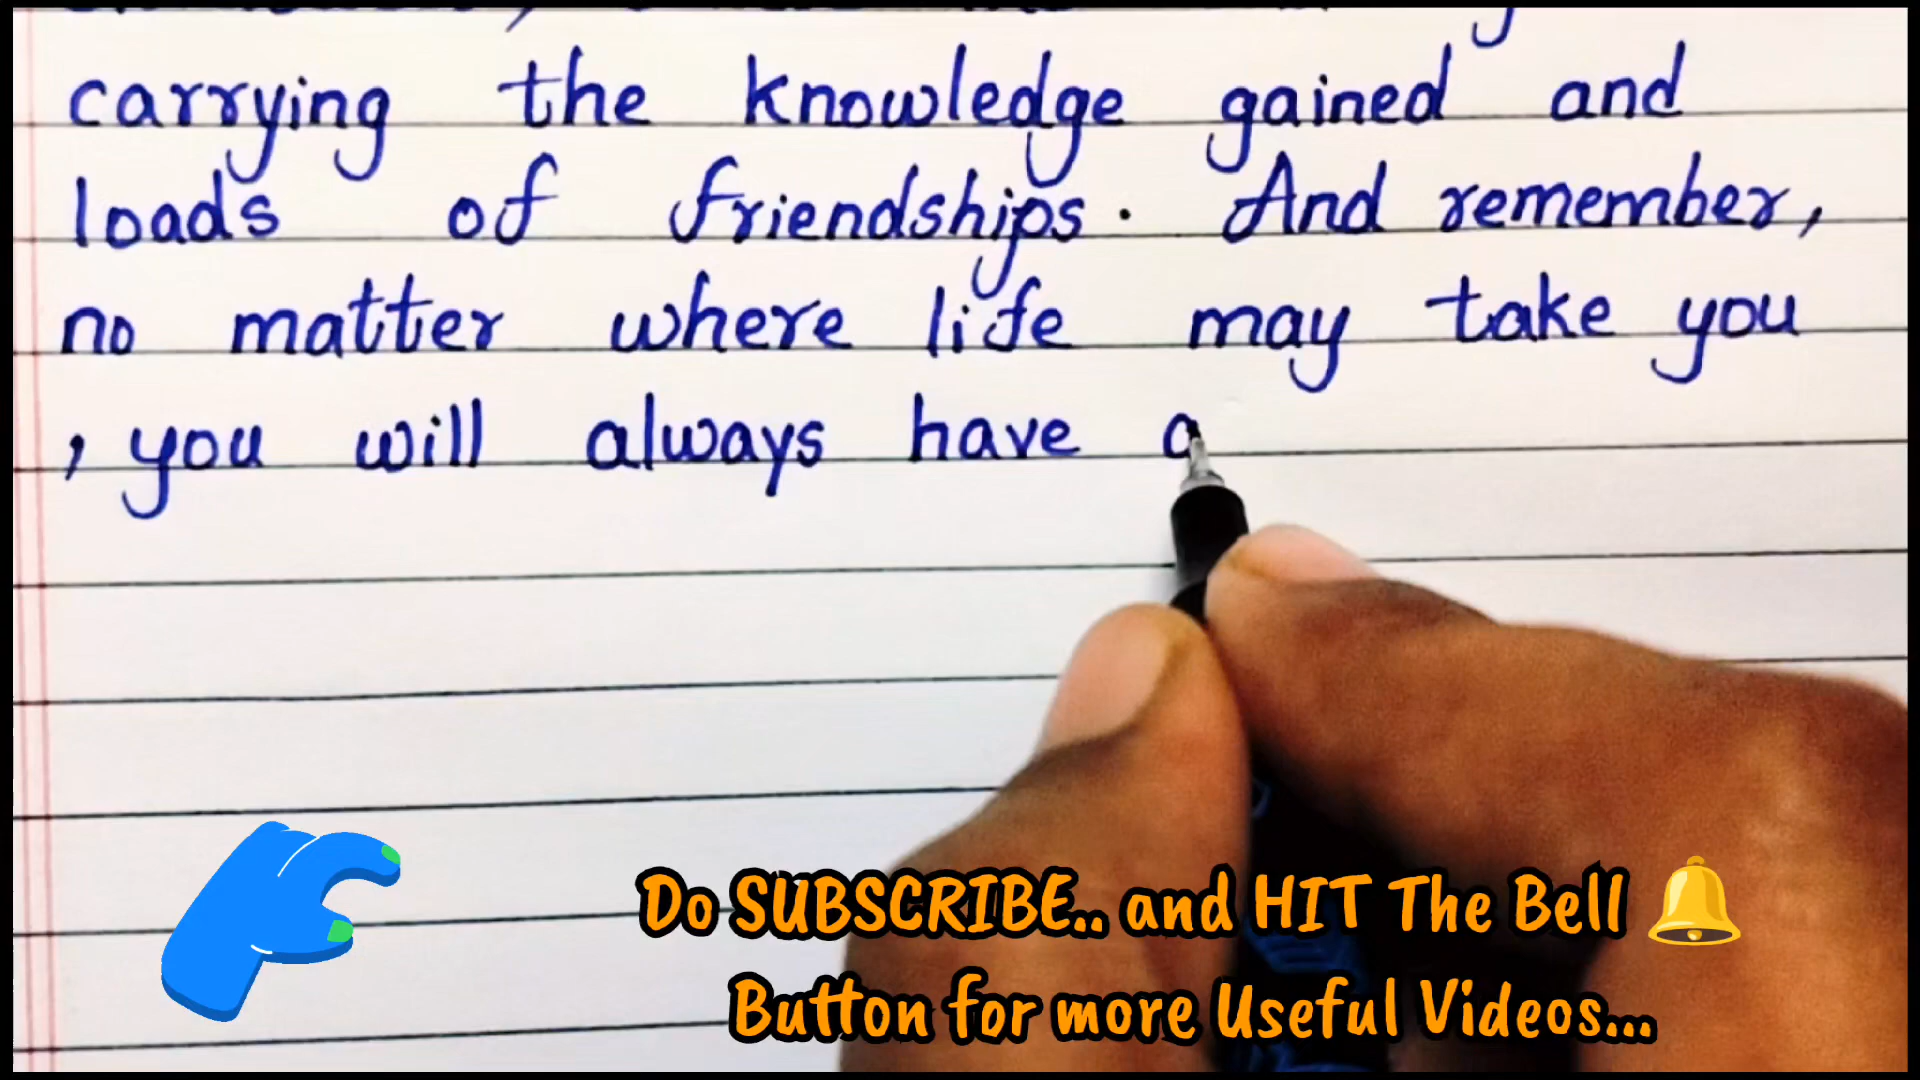 carrying the knowledge gained and
loads of friendships. And remember,
no matter where life may take you
, you will always have a
Do SUBSCRIBE.. and HIT The Bell
Button for more Useful Videos...